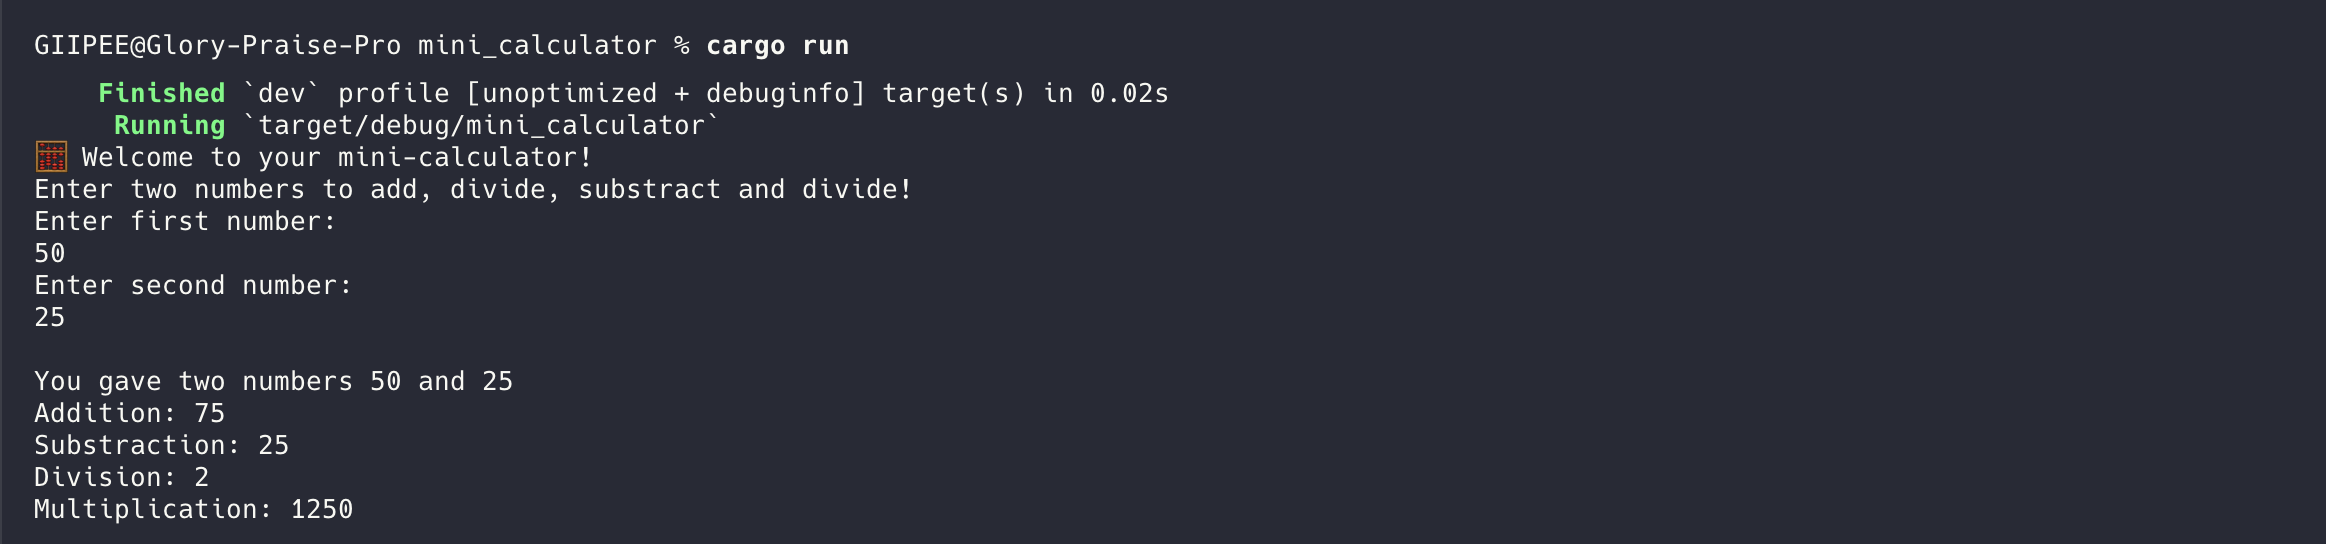 GIIPEE@Glory-Praise-Pro mini_calculator % cargo run
Finished `dev` profile [unoptimized + debuginfo] target(s) in 0.02s
Running `target/debug/mini_calculator`
🧮 Welcome to your mini-calculator!
Enter two numbers to add, divide, substract and divide!
Enter first number:
50
Enter second number:
25
You gave two numbers 50 and 25
Addition: 75
Substraction: 25
Division: 2
Multiplication: 1250